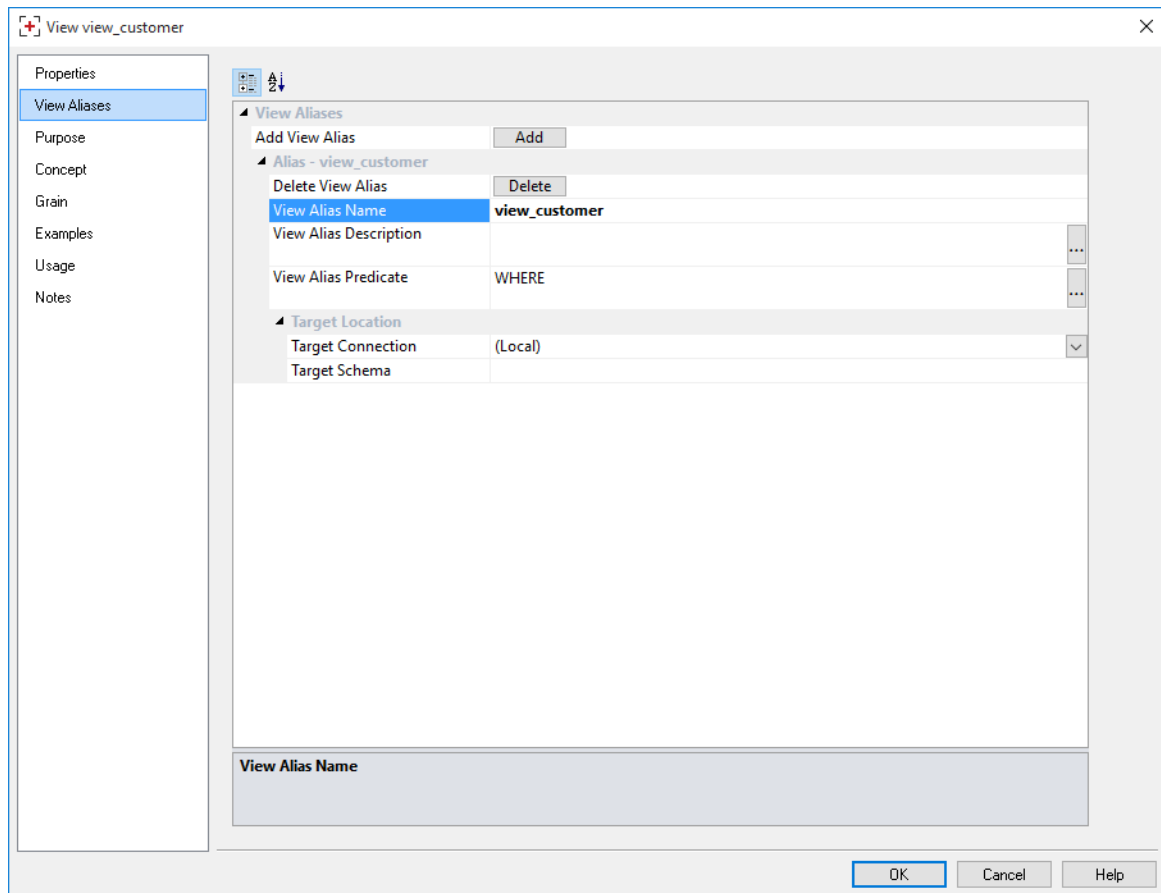 View view_customer
Properties
View Aliases
Purpose
Concept
Grain
Examples
Usage
Notes
View Aliases
Add View Alias Add
Alias - view_customer
Delete View Alias Delete
View Alias Name view_customer
View Alias Description ...
View Alias Predicate WHERE ...
Target Location
Target Connection (Local)
Target Schema
View Alias Name
OK Cancel Help